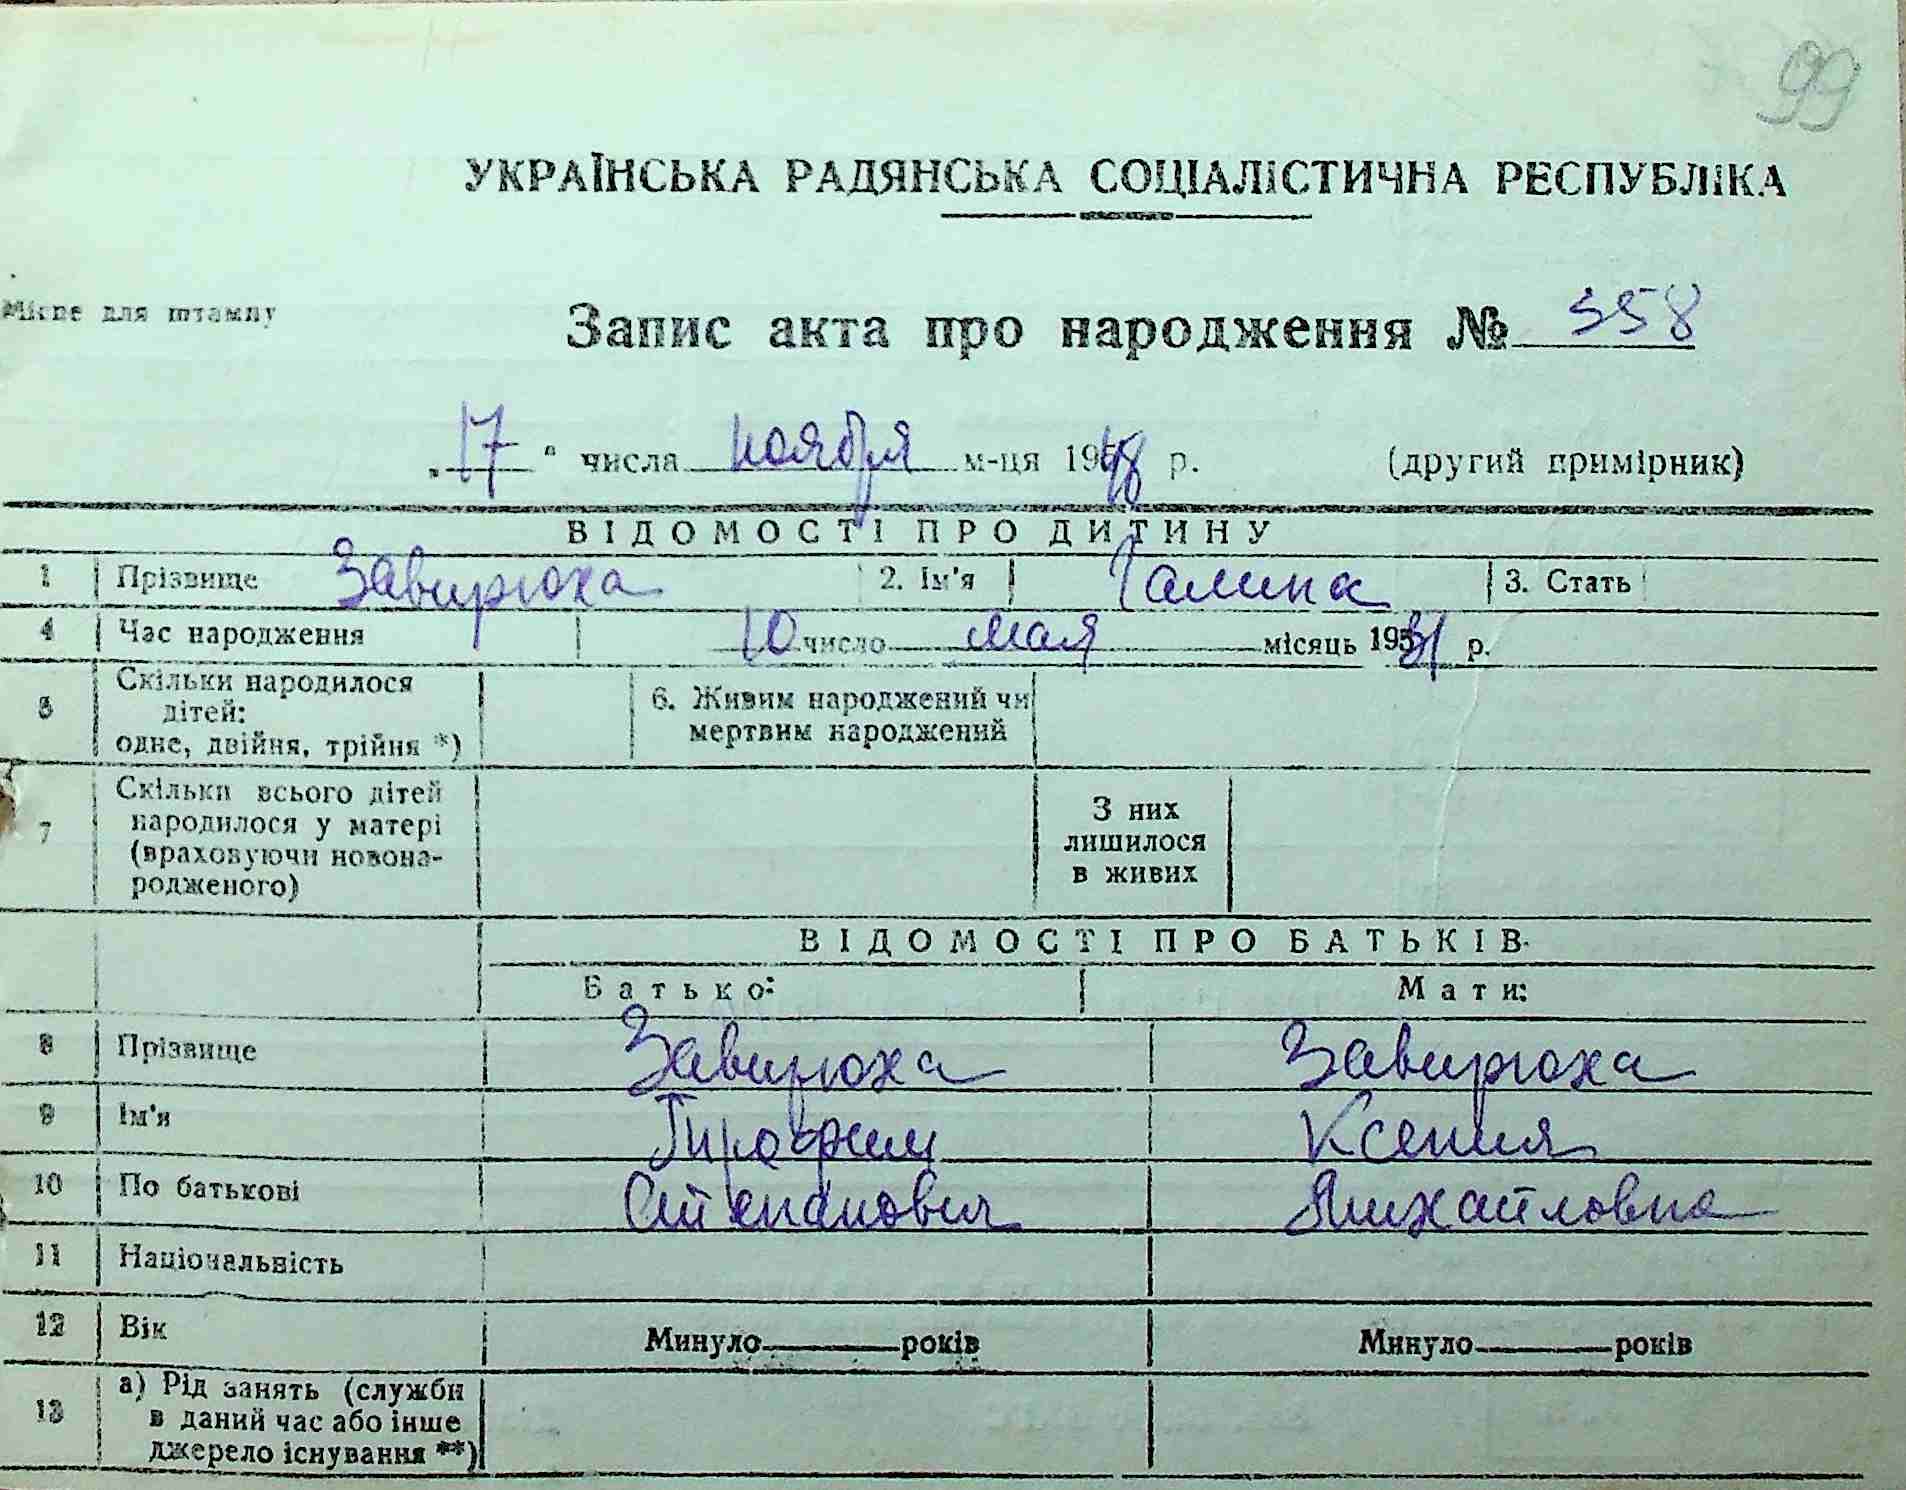 99
УКРАЇНСЬКА РАДЯНСЬКА СОЦІАЛІСТИЧНА РЕСПУБЛІКА
Місце для штампу
Запис акта про народження № 358
„17“ числа ноября м-ця 1948 р. (другий примірник)
ВІДОМОСТІ ПРО ДИТИНУ
1 Прізвище Завирюха 2. Ім'я Галина 3. Стать
4 Час народження 10 число мая місяць 1931 р.
5 Скільки народилося дітей: одне, двійня, трійня *) 6. Живим народжений чи мертвим народжений
7 Скільки всього дітей народилося у матері (враховуючи новонародженого) З них лишилося в живих
ВІДОМОСТІ ПРО БАТЬКІВ
Батько: Мати:
8 Прізвище Завирюха Завирюха
9 Ім'я Трофим Ксения
10 По батькові Степанович Михайловна
11 Національність
12 Вік Минуло років Минуло років
13 а) Рід занять (служби в даний час або інше джерело існування **)